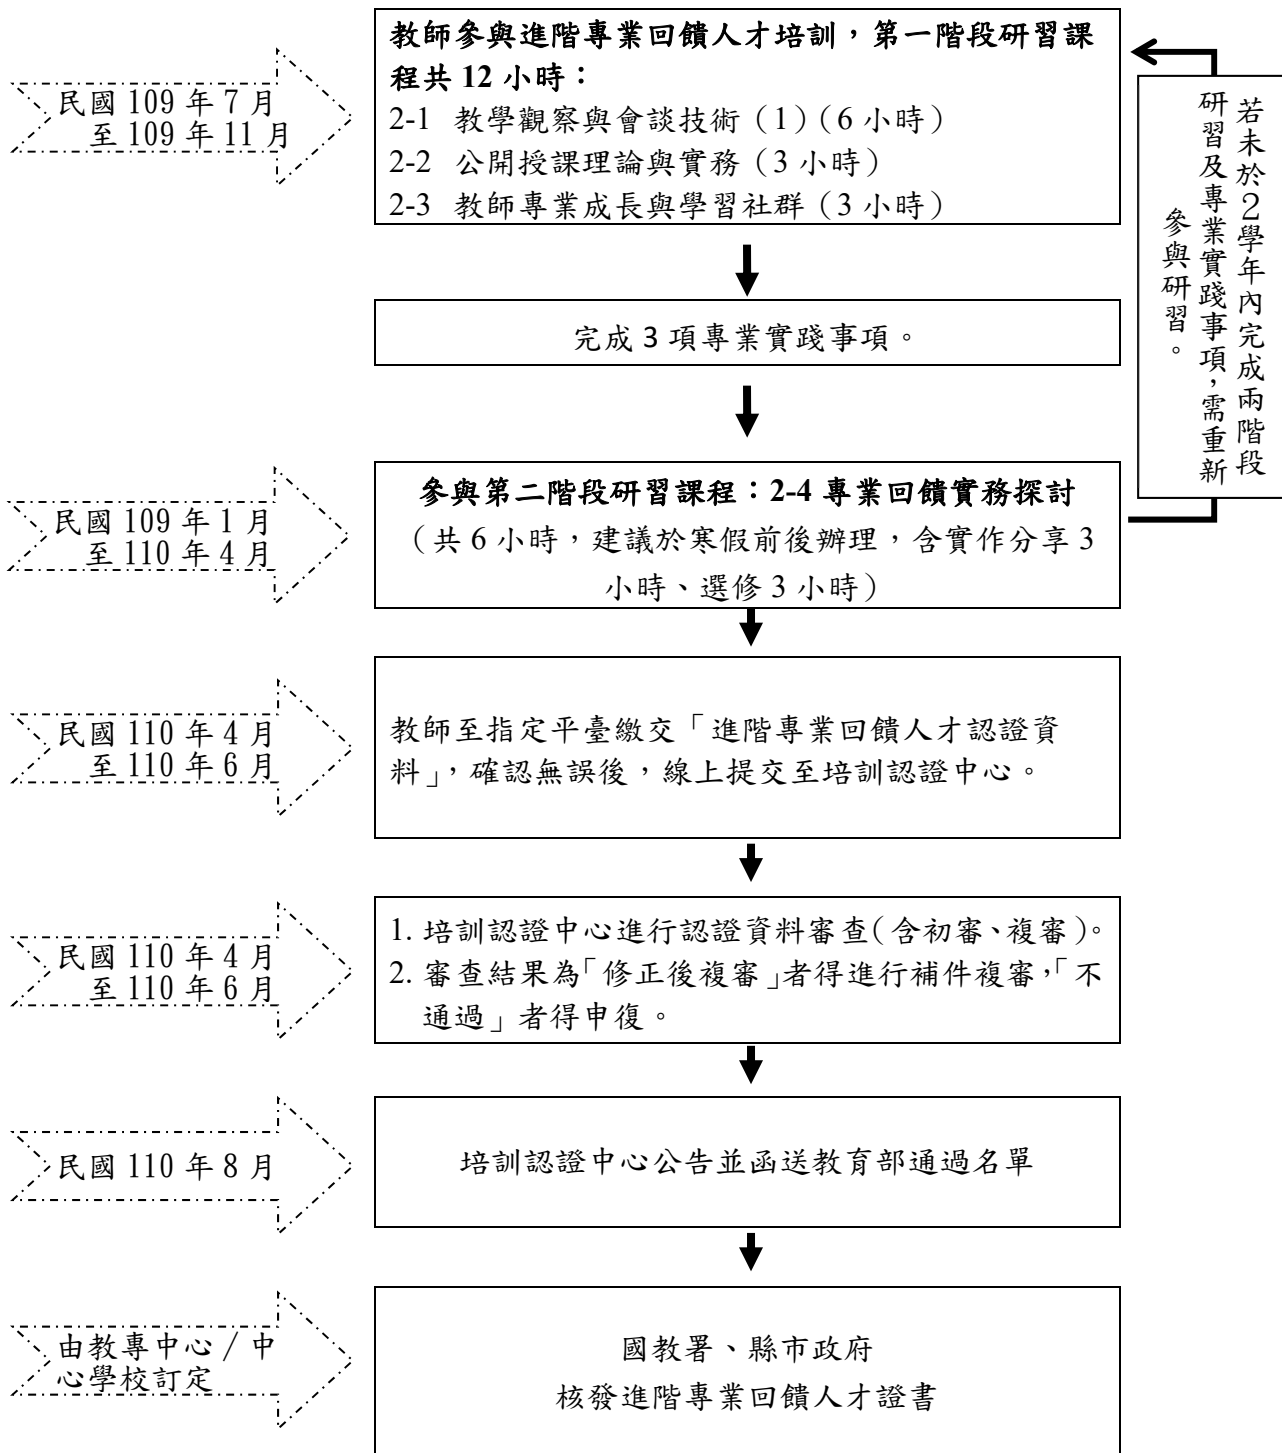 民國 109 年 7 月
至 109 年 11 月
教師參與進階專業回饋人才培訓，第一階段研習課
程共 12 小時：
2-1 教學觀察與會談技術（1）（6 小時）
2-2 公開授課理論與實務（3 小時）
2-3 教師專業成長與學習社群（3 小時）
若未於2學年內完成兩階段
研習及專業實踐事項，需重新
參與研習。
完成 3 項專業實踐事項。
民國 109 年 1 月
至 110 年 4 月
參與第二階段研習課程：2-4 專業回饋實務探討
（共 6 小時，建議於寒假前後辦理，含實作分享 3
小時、選修 3 小時）
民國 110 年 4 月
至 110 年 6 月
教師至指定平臺繳交「進階專業回饋人才認證資
料」，確認無誤後，線上提交至培訓認證中心。
民國 110 年 4 月
至 110 年 6 月
1. 培訓認證中心進行認證資料審查（含初審、複審）。
2. 審查結果為「修正後複審」者得進行補件複審，「不
通過」者得申復。
民國 110 年 8 月
培訓認證中心公告並函送教育部通過名單
由教專中心／中
心學校訂定
國教署、縣市政府
核發進階專業回饋人才證書